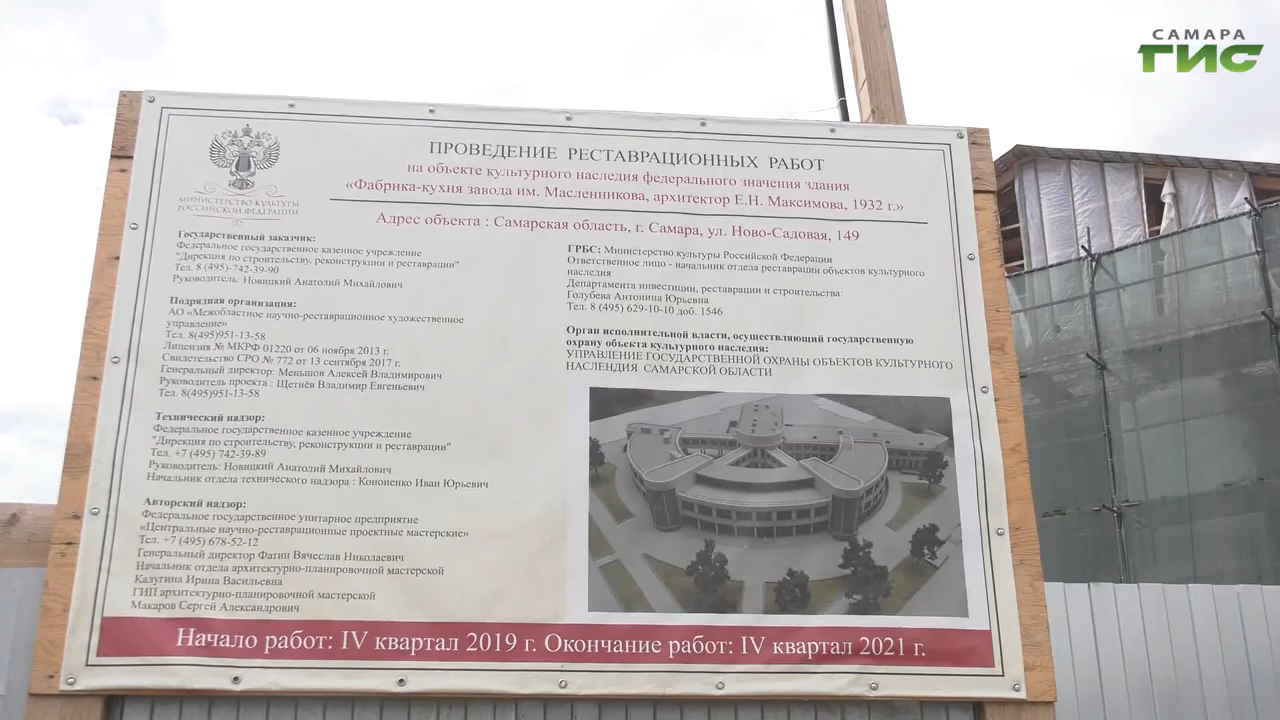 САМАРА
ГИС
МИНИСТЕРСТВО КУЛЬТУРЫ
РОССИЙСКОЙ ФЕДЕРАЦИИ
ПРОВЕДЕНИЕ РЕСТАВРАЦИОННЫХ РАБОТ
на объекте культурного наследия федерального значения здания
«Фабрика-кухня завода им. Масленникова, архитектор Е.Н. Максимова, 1932 г.»
Адрес объекта : Самарская область, г. Самара, ул. Ново-Садовая, 149
Государственный заказчик:
Федеральное государственное казенное учреждение
"Дирекция по строительству, реконструкции и реставрации"
Тел. 8 (495)-742-39-90
Руководитель: Новицкий Анатолий Михайлович
Подрядная организация:
АО «Межобластное научно-реставрационное художественное
управление»
Тел. 8(495)951-13-58
Лицензия № МКРФ 01220 от 06 ноября 2013 г.
Свидетельство СРО № 772 от 13 сентября 2017 г.
Генеральный директор: Меньшов Алексей Владимирович
Руководитель проекта : Щегнёв Владимир Евгеньевич
Тел. 8(495)951-13-58
Технический надзор:
Федеральное государственное казенное учреждение
"Дирекция по строительству, реконструкции и реставрации"
Тел. +7 (495) 742-39-89
Руководитель: Новицкий Анатолий Михайлович
Начальник отдела технического надзора : Кононенко Иван Юрьевич
Авторский надзор:
Федеральное государственное унитарное предприятие
«Центральные научно-реставрационные проектные мастерские»
Тел. +7 (495) 678-52-12
Генеральный директор Фатин Вячеслав Николаевич
Начальник отдела архитектурно-планировочной мастерской
Калугина Ирина Васильевна
ГИП архитектурно-планировочной мастерской
Макаров Сергей Александрович
ГРБС: Министерство культуры Российской Федерации
Ответственное лицо - начальник отдела реставрации объектов культурного
наследия
Департамента инвестиции, реставрации и строительства:
Голубева Антонина Юрьевна
Тел. 8 (495) 629-10-10 доб. 1546
Орган исполнительной власти, осуществляющий государственную
охрану объекта культурного наследия:
УПРАВЛЕНИЕ ГОСУДАРСТВЕННОЙ ОХРАНЫ ОБЪЕКТОВ КУЛЬТУРНОГО
НАСЛЕНДИЯ САМАРСКОЙ ОБЛАСТИ
Начало работ: IV квартал 2019 г. Окончание работ: IV квартал 2021 г.